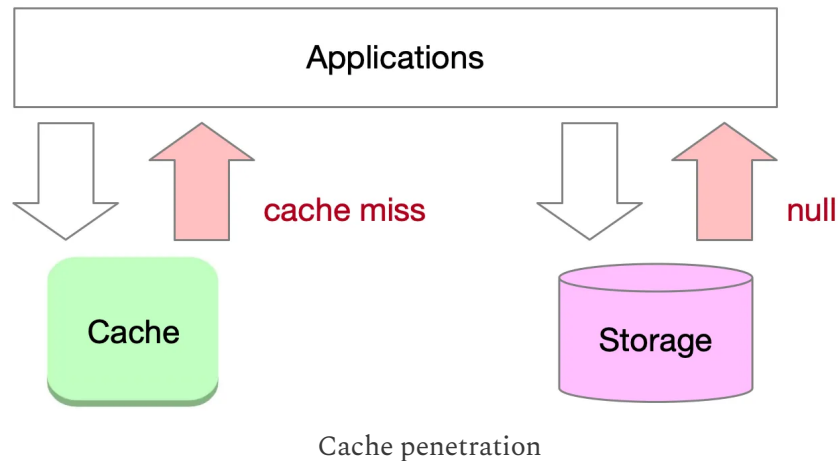 Applications
cache miss
null
Cache
Storage
Cache penetration